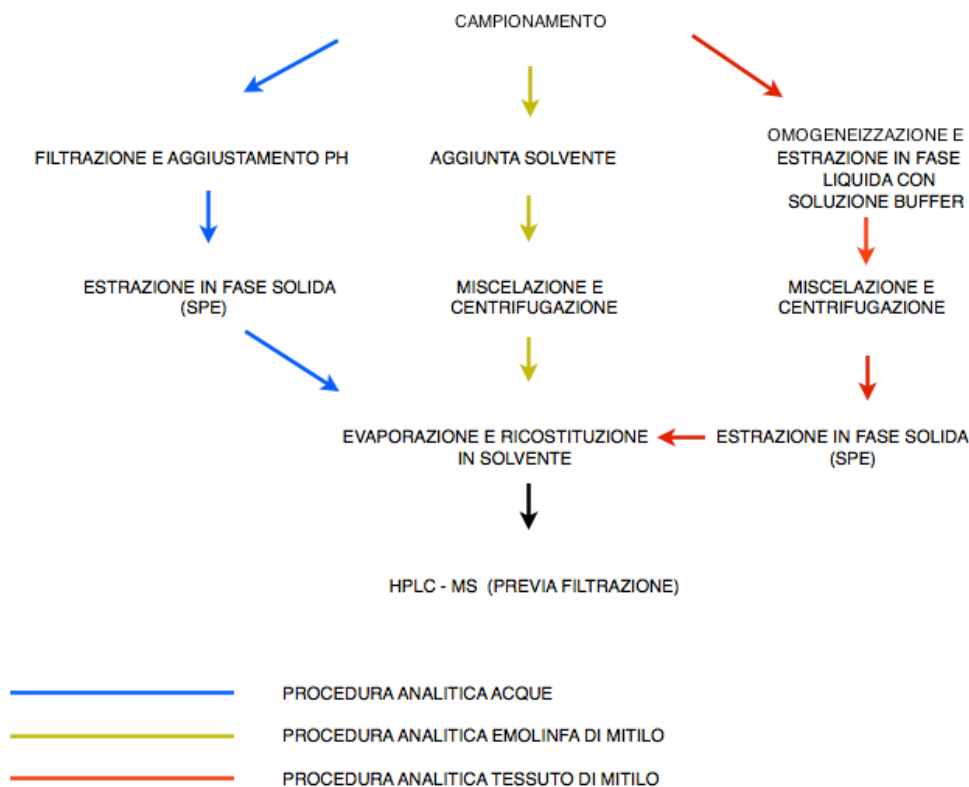 CAMPIONAMENTO
FILTRAZIONE E AGGIUSTAMENTO PH
AGGIUNTA SOLVENTE
OMOGENEIZZAZIONE E
ESTRAZIONE IN FASE
LIQUIDA CON
SOLUZIONE BUFFER
ESTRAZIONE IN FASE SOLIDA
(SPE)
MISCELAZIONE E
CENTRIFUGAZIONE
MISCELAZIONE E
CENTRIFUGAZIONE
EVAPORAZIONE E RICOSTITUZIONE
IN SOLVENTE
ESTRAZIONE IN FASE SOLIDA
(SPE)
HPLC - MS (PREVIA FILTRAZIONE)
PROCEDURA ANALITICA ACQUE
PROCEDURA ANALITICA EMOLINFA DI MITILO
PROCEDURA ANALITICA TESSUTO DI MITILO